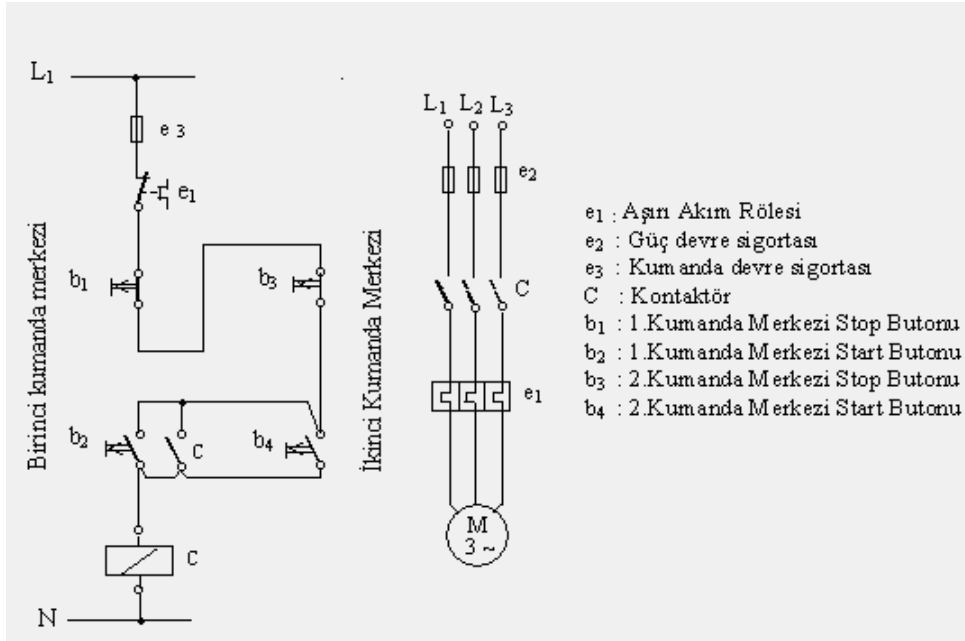 L1
e 3
e1
b1
b3
Birinci kumanda merkezi
İkinci Kumanda Merkezi
b2
C
b4
C
N
L1 L2 L3
e2
C
e1
M
3 ~
e1 : Aşırı Akım Rölesi
e2 : Güç devre sigortası
e3 : Kumanda devre sigortası
C : Kontaktör
b1 : 1.Kumanda Merkezi Stop Butonu
b2 : 1.Kumanda Merkezi Start Butonu
b3 : 2.Kumanda Merkezi Stop Butonu
b4 : 2.Kumanda Merkezi Start Butonu